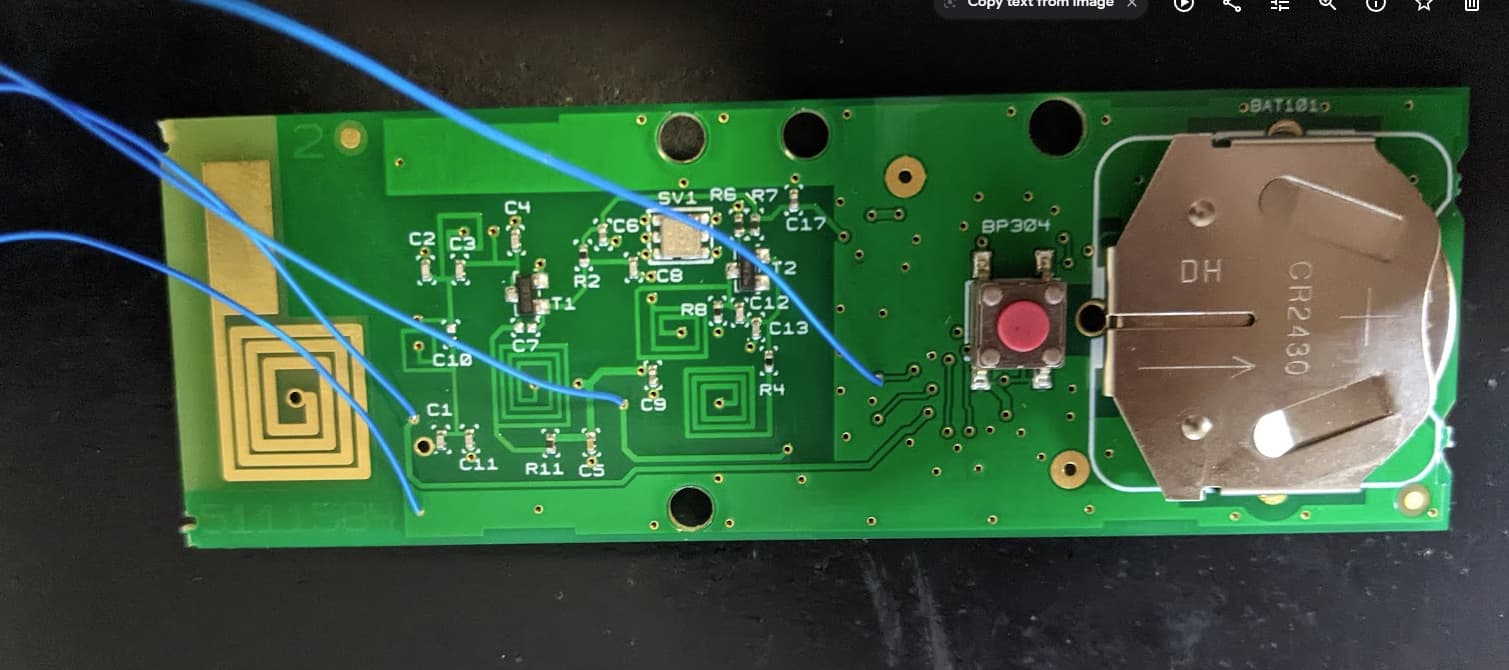 Copy text from image
BAT101
2
SV1
R6
R7
C4
C6
C17
C2
C3
BP304
T2
C8
R2
DH
CR2430
T1
R8
C12
C13
C7
C10
R4
C9
C1
C11
R11
C5